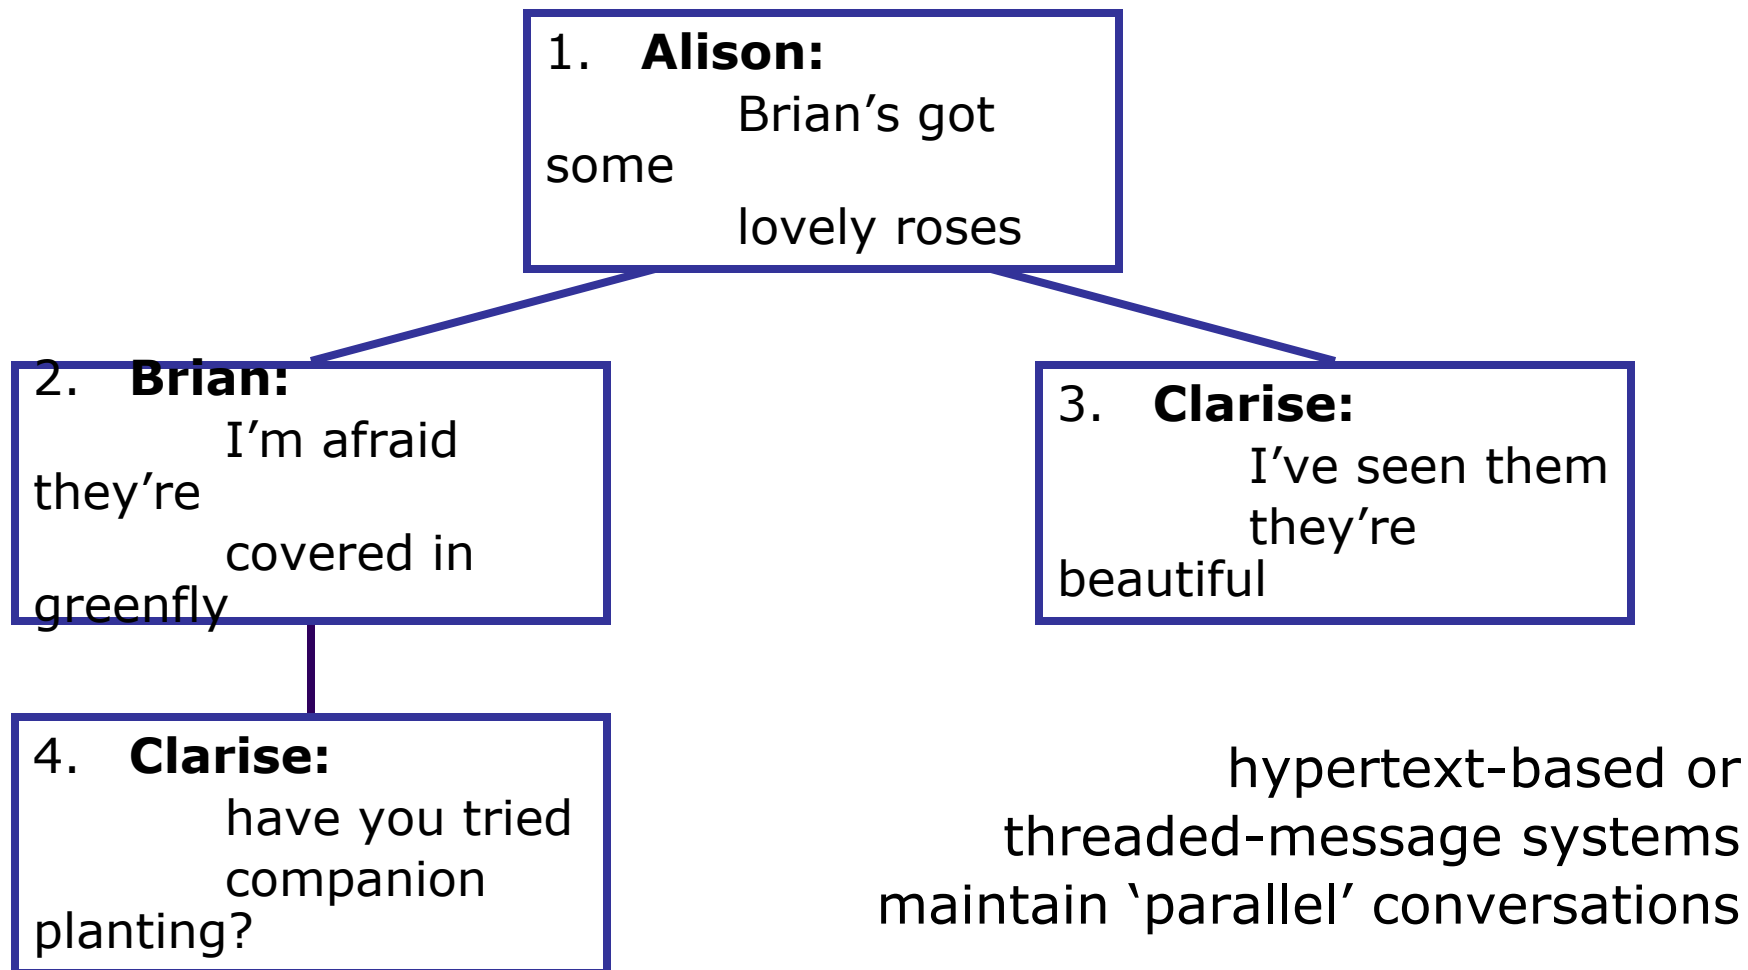 1. Alison:
Brian’s got
some
lovely roses
2. Brian:
I’m afraid
they’re
covered in
greenfly
3. Clarise:
I’ve seen them
they’re
beautiful
4. Clarise:
have you tried
companion
planting?
hypertext-based or
threaded-message systems
maintain ‘parallel’ conversations